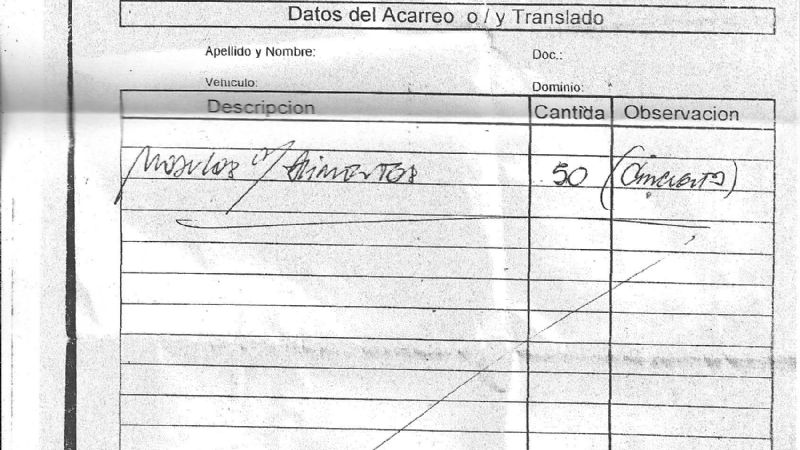 Datos del Acarreo o / y Translado
Apellido y Nombre:
Doc.:
Vehiculo:
Dominio:
Descripcion Cantida Observacion
MODULOS c/ Alimentos 50 (Cincuenta)